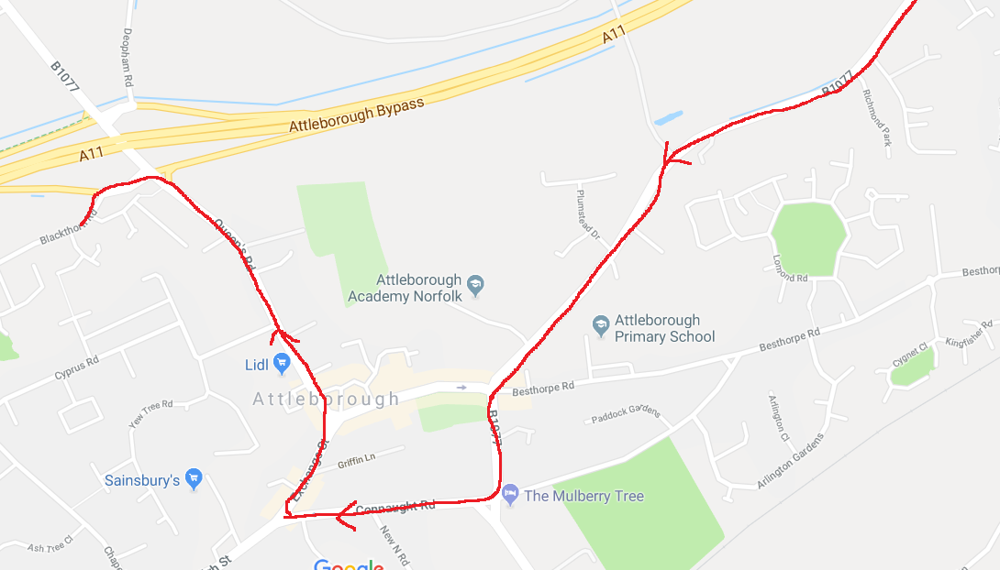 B1077
Deopham Rd
A11
A11
Attleborough Bypass
B1077
Richmond Park
Blackthorn Rd
Queen's Rd
Plumstead Dr
Attleborough
Academy Norfolk
Attleborough
Primary School
Lomond Rd
Besthorpe
Besthorpe Rd
Kingfisher Rd
Cygnet Cl
Lidl
Cyprus Rd
Attleborough
Besthorpe Rd
B1077
Yew Tree Rd
Paddock Gardens
Arlington Cl
Arlington Gardens
Griffin Ln
Exchange St
Sainsbury's
The Mulberry Tree
Connaught Rd
New N Rd
Ash Tree Cl
Chape
gh St
Google